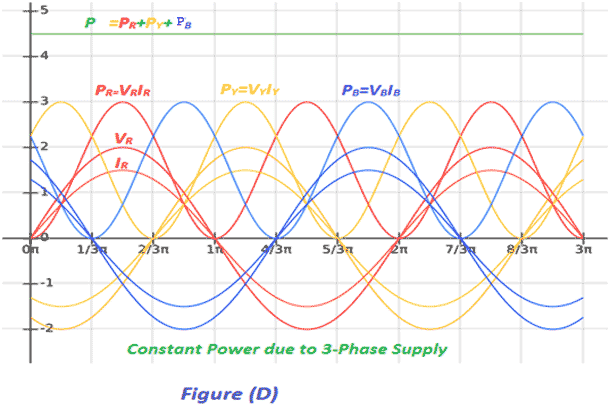 5
P =PR+PY+ PB
4
PR=VRIR PY=VYIY PB=VBIB
3
VR
2
IR
1
0
0π 1/3π 2/3π 1π 4/3π 5/3π 2π 7/3π 8/3π 3π
-1
-2
Constant Power due to 3-Phase Supply
Figure (D)